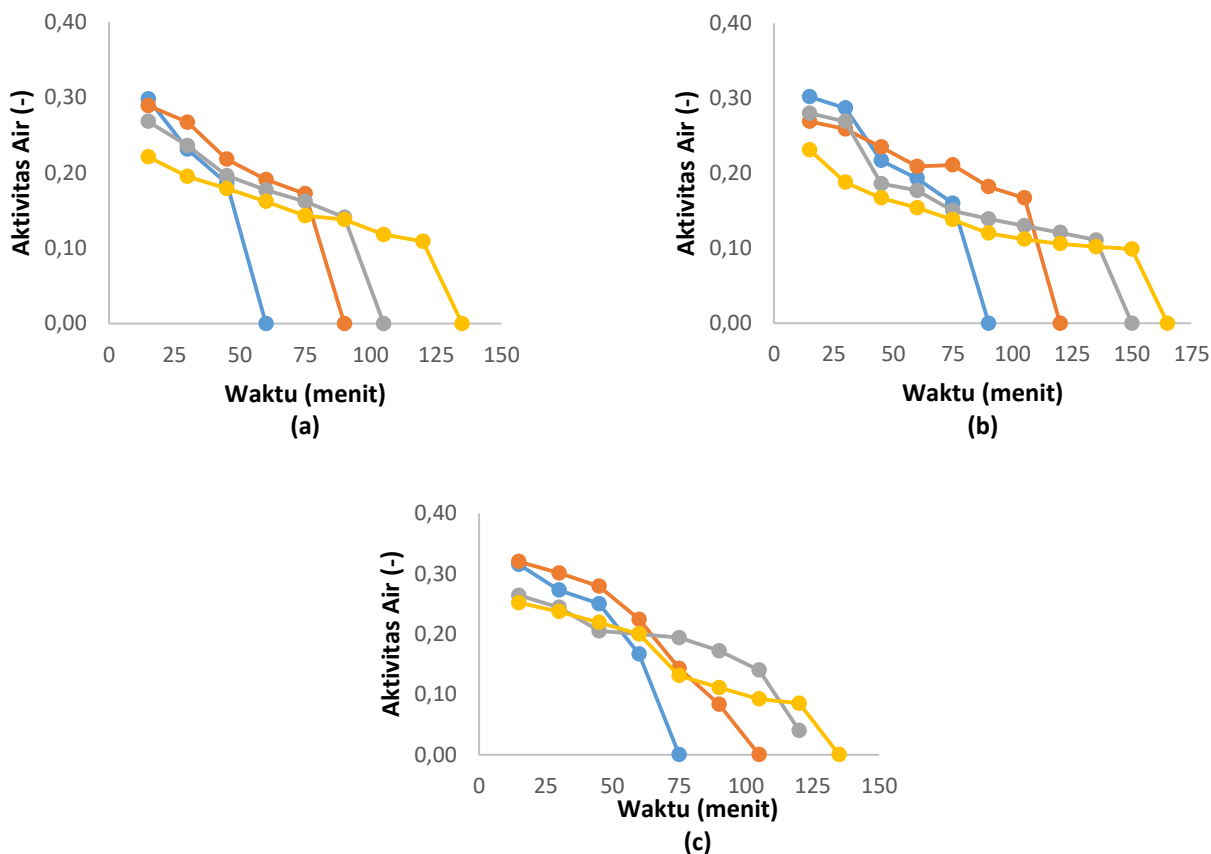 0,40
0,30
0,20
0,10
0,00
Aktivitas Air (-)
0 25 50 75 100 125 150
Waktu (menit)
(a)
0,40
0,30
0,20
0,10
0,00
Aktivitas Air (-)
0 25 50 75 100 125 150 175
Waktu (menit)
(b)
0,40
0,30
0,20
0,10
0,00
Aktivitas Air (-)
0 25 50 75 100 125 150
Waktu (menit)
(c)